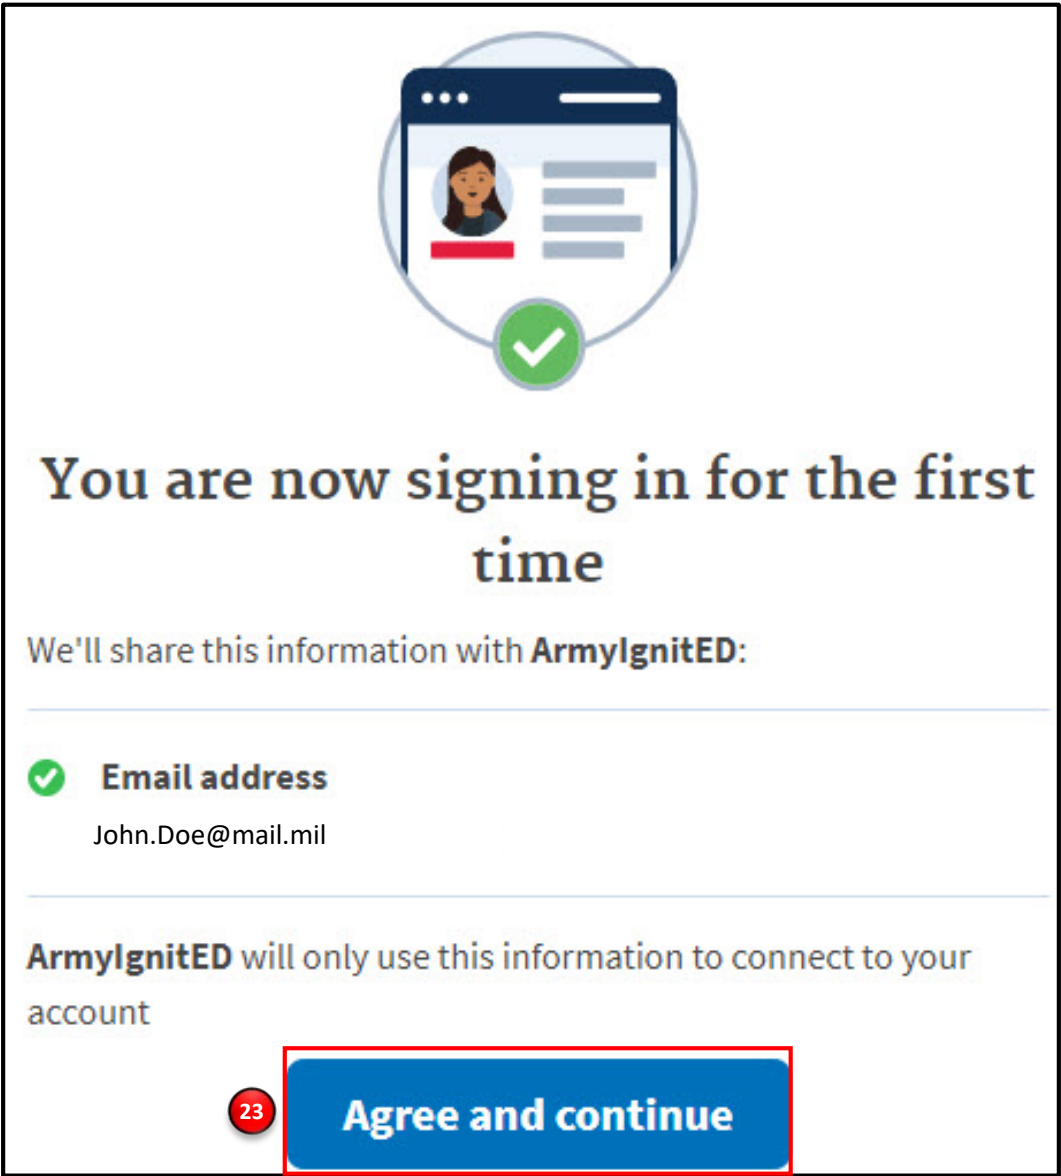 You are now signing in for the first
time
We'll share this information with ArmyIgnitED:
Email address
John.Doe@mail.mil
ArmyIgnitED will only use this information to connect to your
account
23
Agree and continue